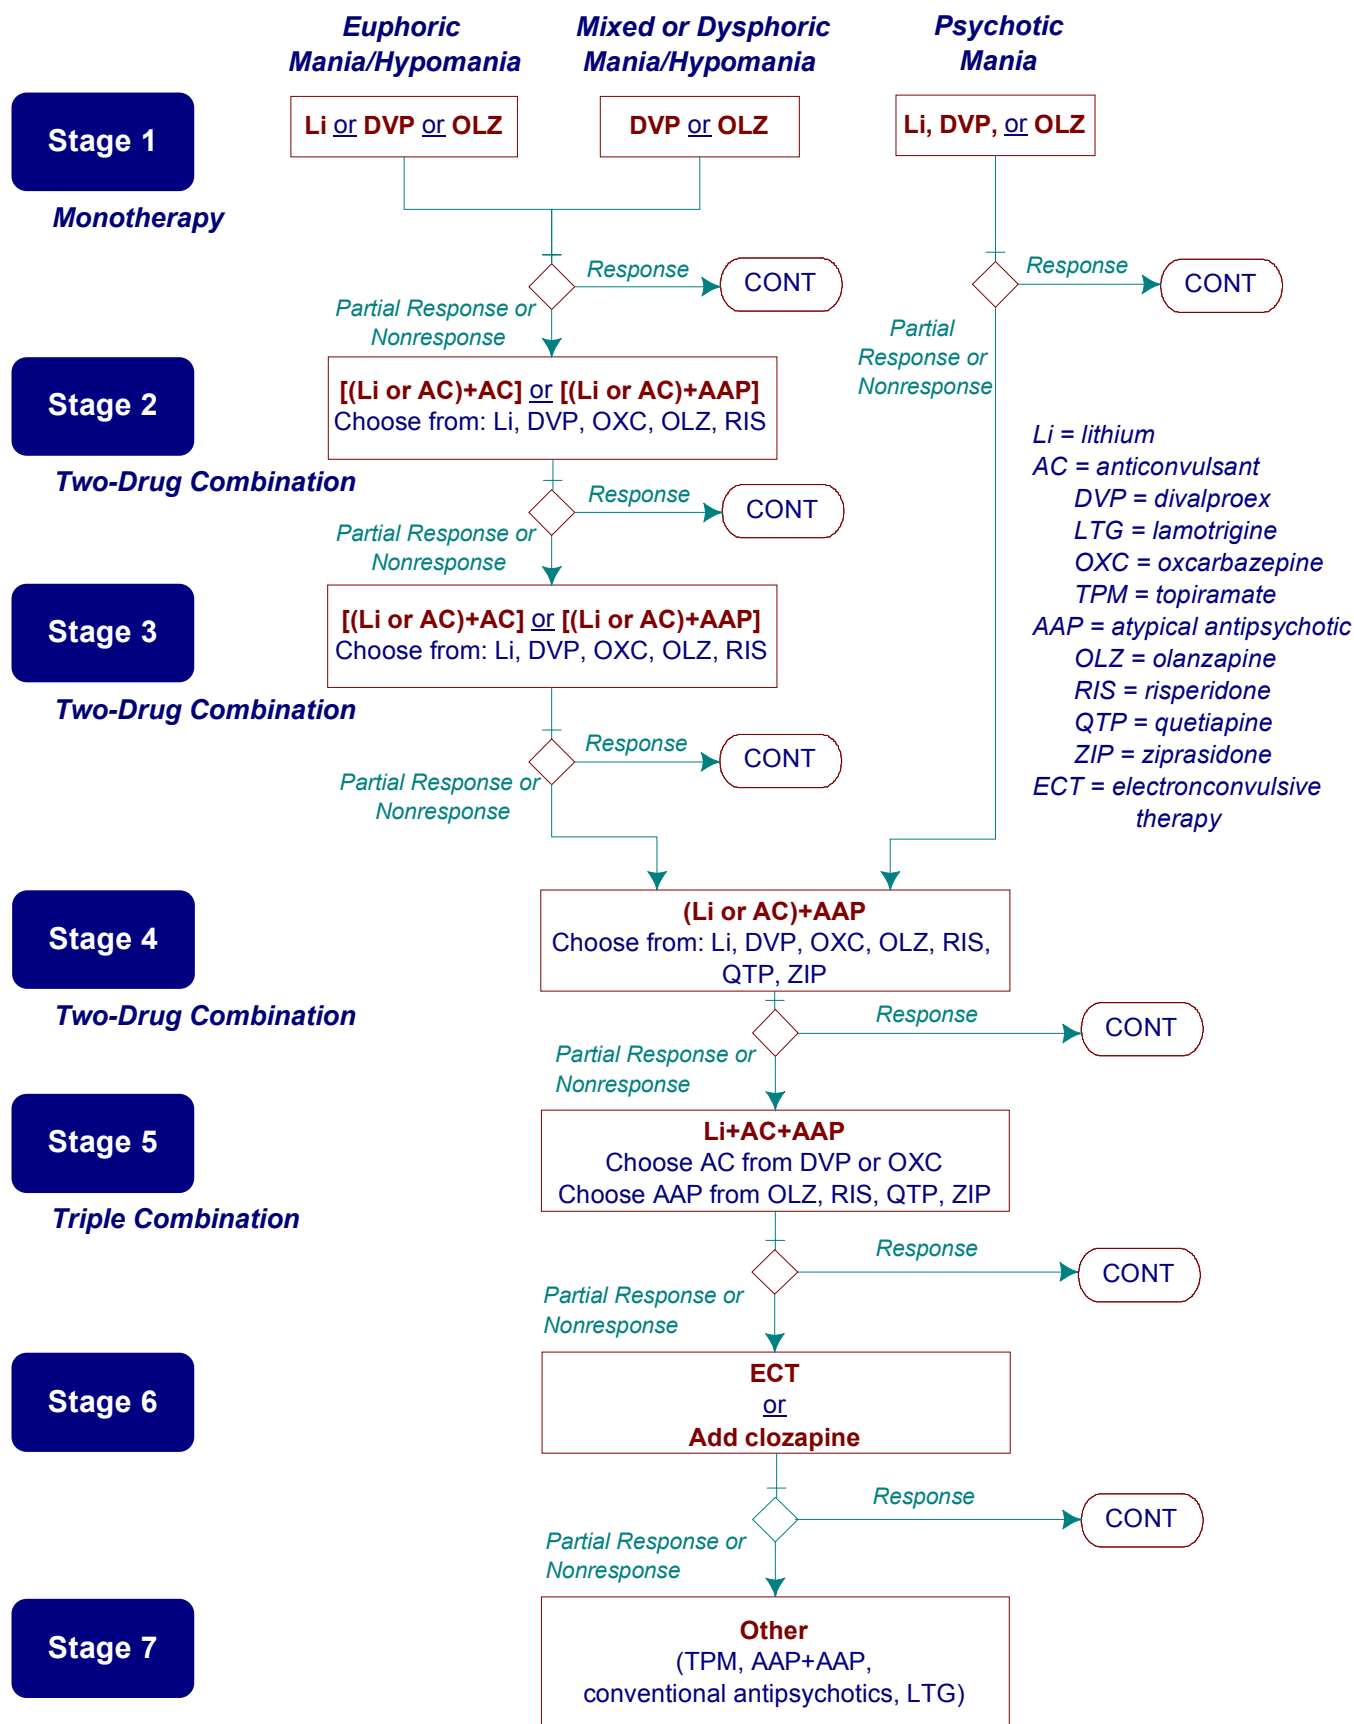 Euphoric
Mania/Hypomania
Mixed or Dysphoric
Mania/Hypomania
Psychotic
Mania
Stage 1
Monotherapy
Li or DVP or OLZ
DVP or OLZ
Li, DVP, or OLZ
Response
CONT
Partial Response or
Nonresponse
Response
CONT
Partial
Response or
Nonresponse
Stage 2
Two-Drug Combination
[(Li or AC)+AC] or [(Li or AC)+AAP]
Choose from: Li, DVP, OXC, OLZ, RIS
Response
CONT
Partial Response or
Nonresponse
Stage 3
Two-Drug Combination
[(Li or AC)+AC] or [(Li or AC)+AAP]
Choose from: Li, DVP, OXC, OLZ, RIS
Response
CONT
Partial Response or
Nonresponse
Li = lithium
AC = anticonvulsant
DVP = divalproex
LTG = lamotrigine
OXC = oxcarbazepine
TPM = topiramate
AAP = atypical antipsychotic
OLZ = olanzapine
RIS = risperidone
QTP = quetiapine
ZIP = ziprasidone
ECT = electronconvulsive
therapy
Stage 4
Two-Drug Combination
(Li or AC)+AAP
Choose from: Li, DVP, OXC, OLZ, RIS,
QTP, ZIP
Response
CONT
Partial Response or
Nonresponse
Stage 5
Triple Combination
Li+AC+AAP
Choose AC from DVP or OXC
Choose AAP from OLZ, RIS, QTP, ZIP
Response
CONT
Partial Response or
Nonresponse
Stage 6
ECT
or
Add clozapine
Response
CONT
Partial Response or
Nonresponse
Stage 7
Other
(TPM, AAP+AAP,
conventional antipsychotics, LTG)